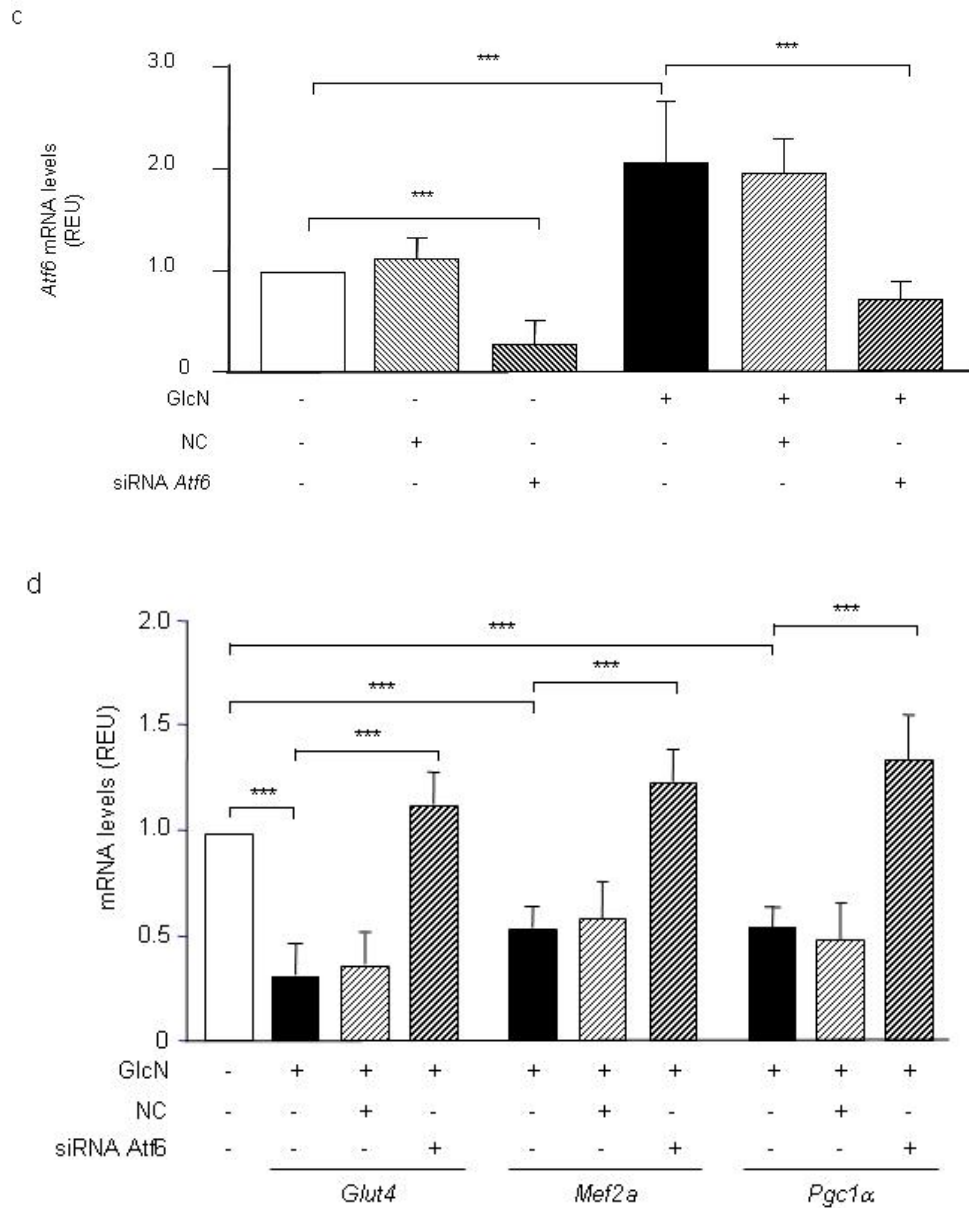 c
3.0
***
***
2.0
***
Atf6 mRNA levels
(REU)
1.0
0
GlcN - - - + + +
NC - + - - + -
siRNA Atf6 - - + - - +
d
2.0
***
***
***
***
1.5
***
***
mRNA levels (REU)
1.0
0.5
0
GlcN - + + + + + + + + +
NC - - + - - + - - + -
siRNA Atf6 - - - + - - + - - +
Glut4 Mef2a Pgc1α